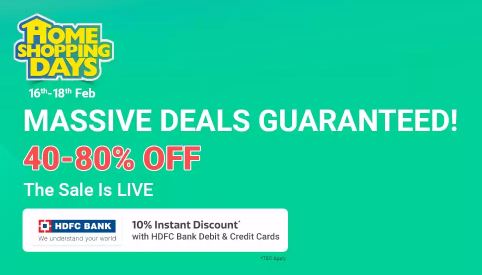 HOME
SHOPPING
DAYS
16th-18th Feb
MASSIVE DEALS GUARANTEED!
40-80% OFF
The Sale Is LIVE
HDFC BANK
We understand your world
10% Instant Discount*
with HDFC Bank Debit & Credit Cards
*T&C Apply